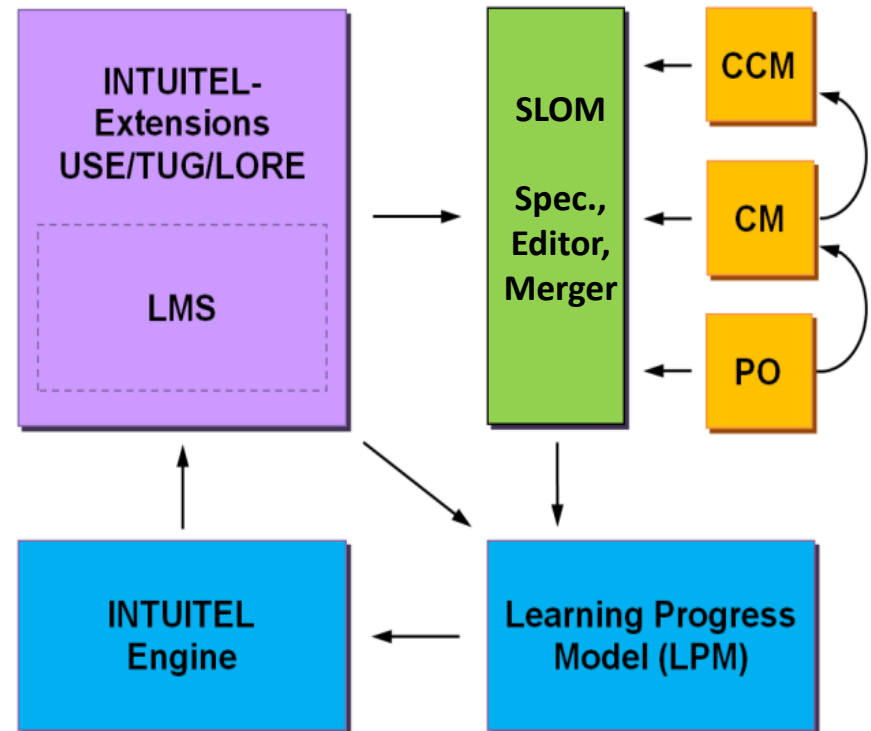 INTUITEL-
Extensions
USE/TUG/LORE
LMS
SLOM
Spec.,
Editor,
Merger
CCM
CM
PO
INTUITEL
Engine
Learning Progress
Model (LPM)